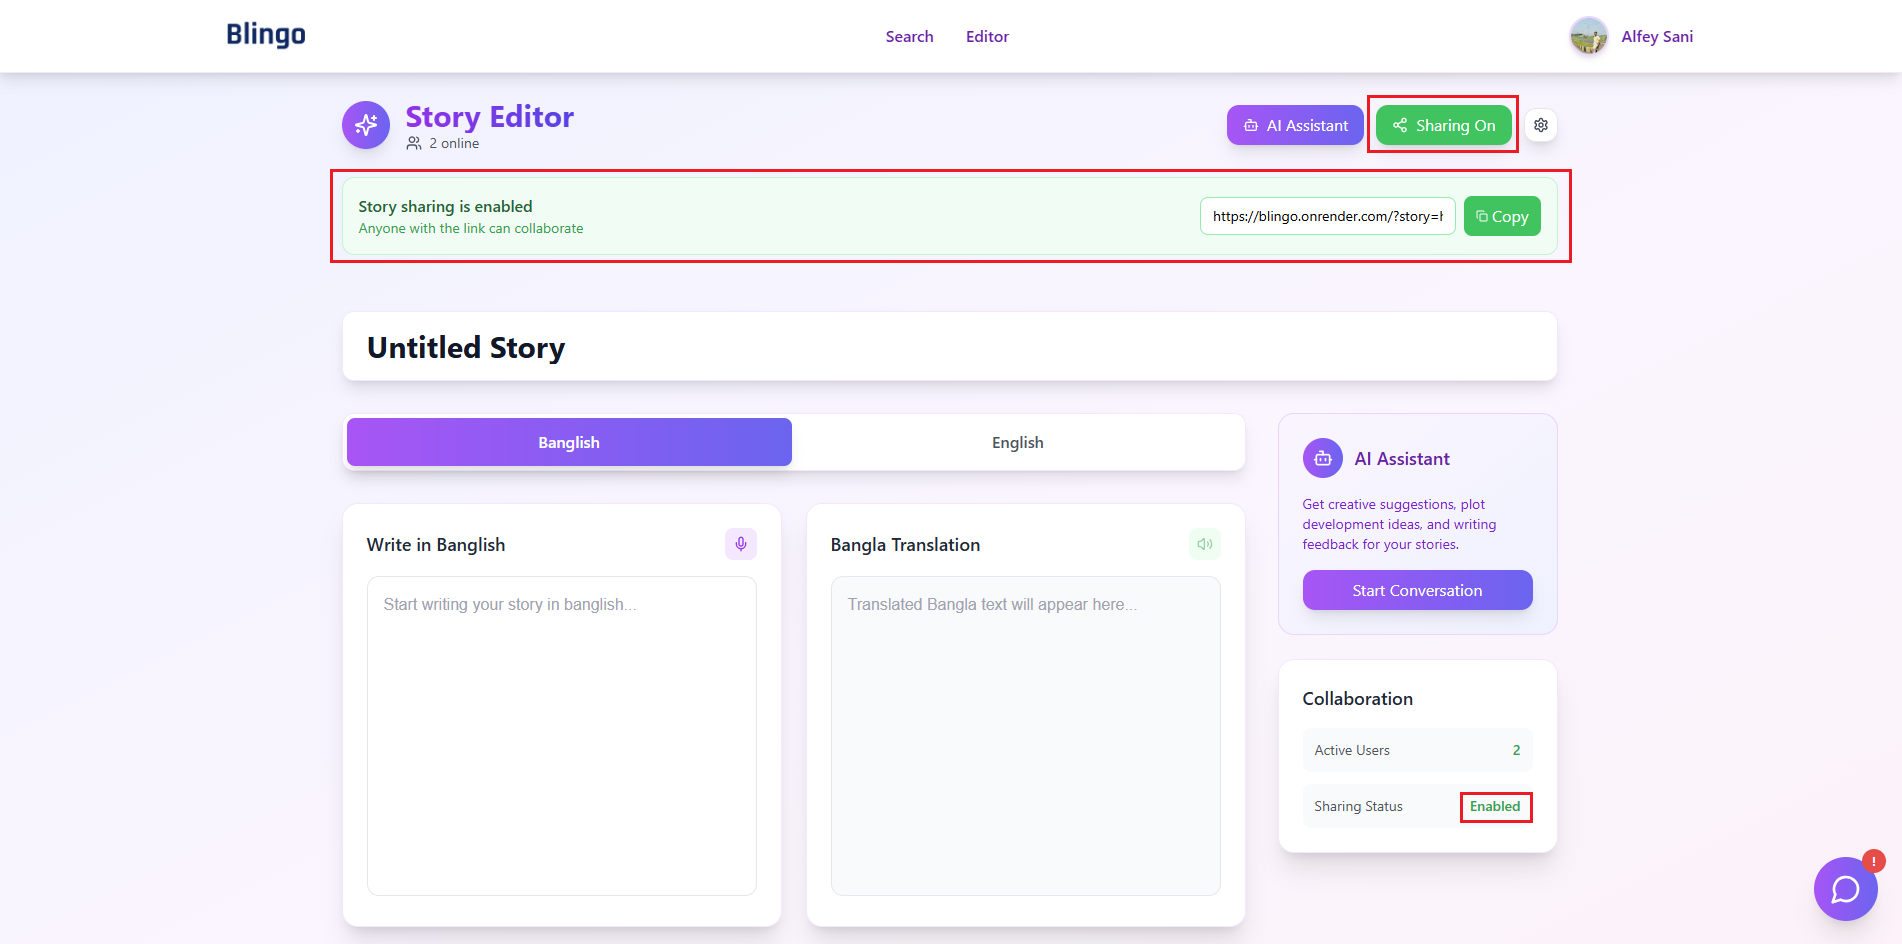 Blingo
Search
Editor
Alfey Sani
Story Editor
2 online
AI Assistant
Sharing On
Story sharing is enabled
Anyone with the link can collaborate
https://blingo.onrender.com/?story=
Copy
Untitled Story
Banglish
English
Write in Banglish
Start writing your story in banglish...
Bangla Translation
Translated Bangla text will appear here...
AI Assistant
Get creative suggestions, plot
development ideas, and writing
feedback for your stories.
Start Conversation
Collaboration
Active Users
2
Sharing Status
Enabled
!